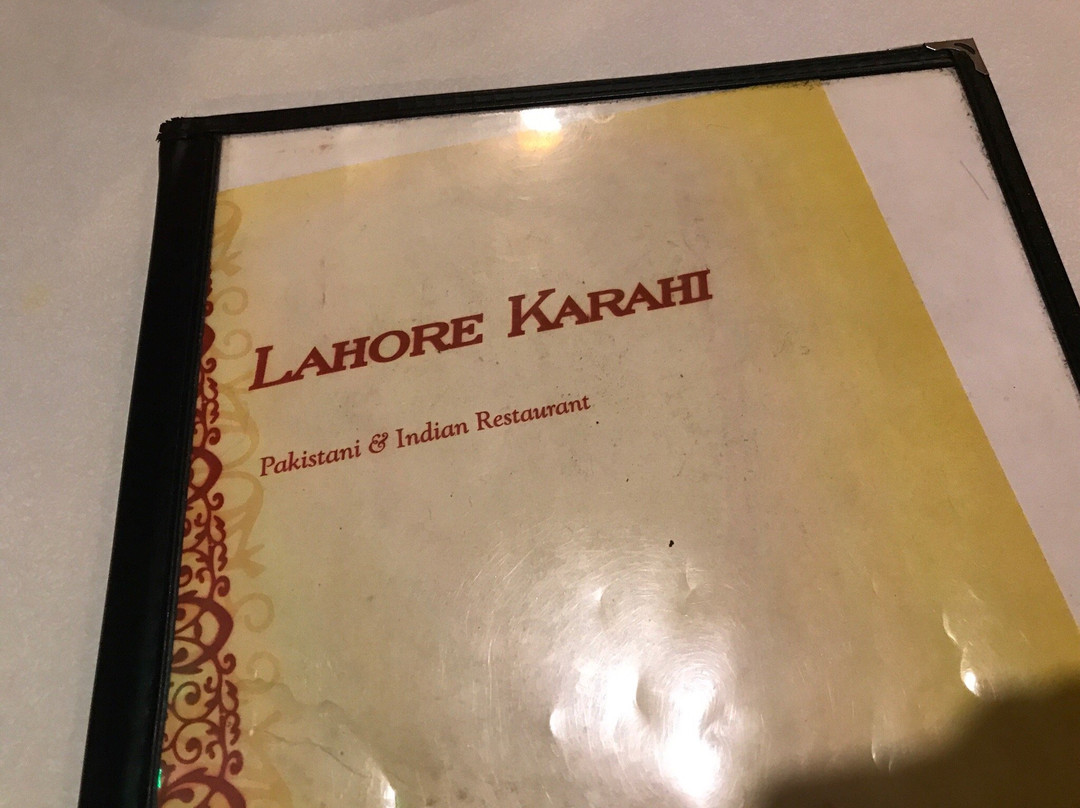 LAHORE KARAHI
Pakistani & Indian Restaurant